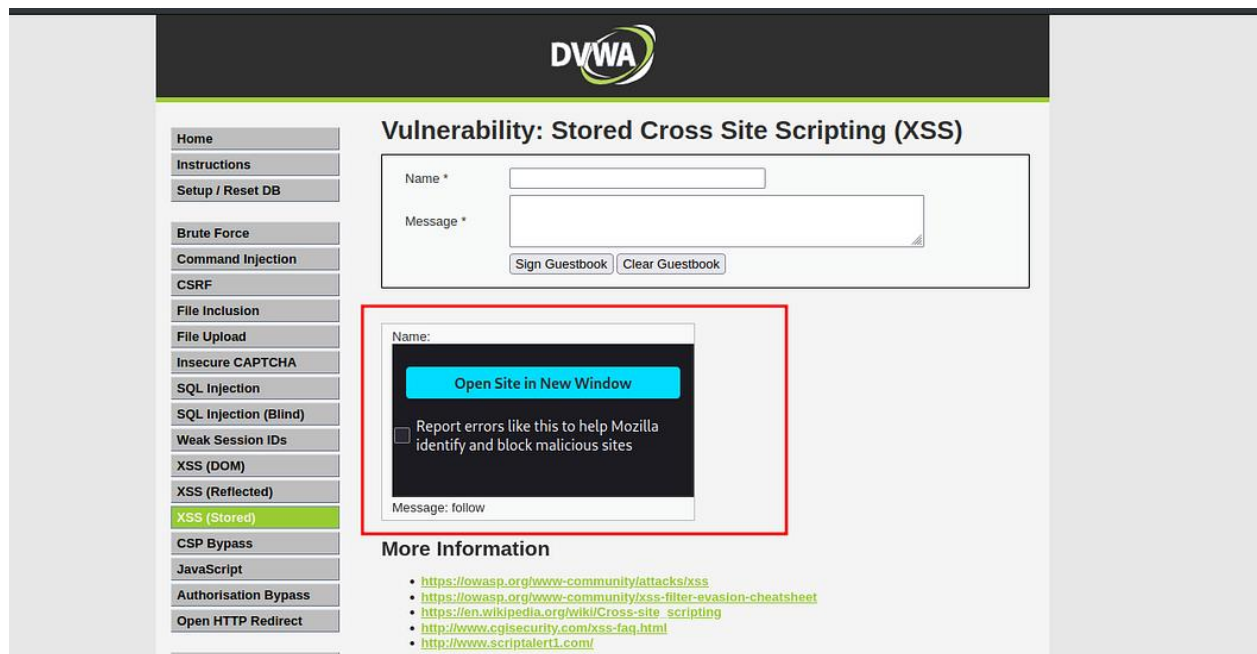 DVWA
Home
Instructions
Setup / Reset DB
Brute Force
Command Injection
CSRF
File Inclusion
File Upload
Insecure CAPTCHA
SQL Injection
SQL Injection (Blind)
Weak Session IDs
XSS (DOM)
XSS (Reflected)
XSS (Stored)
CSP Bypass
JavaScript
Authorisation Bypass
Open HTTP Redirect
Vulnerability: Stored Cross Site Scripting (XSS)
Name *
Message *
Sign Guestbook Clear Guestbook
Name:
Open Site in New Window
Report errors like this to help Mozilla
identify and block malicious sites
Message: follow
More Information
https://owasp.org/www-community/attacks/xss
https://owasp.org/www-community/xss-filter-evasion-cheatsheet
https://en.wikipedia.org/wiki/Cross-site_scripting
http://www.cgisecurity.com/xss-faq.html
http://www.scriptalert1.com/